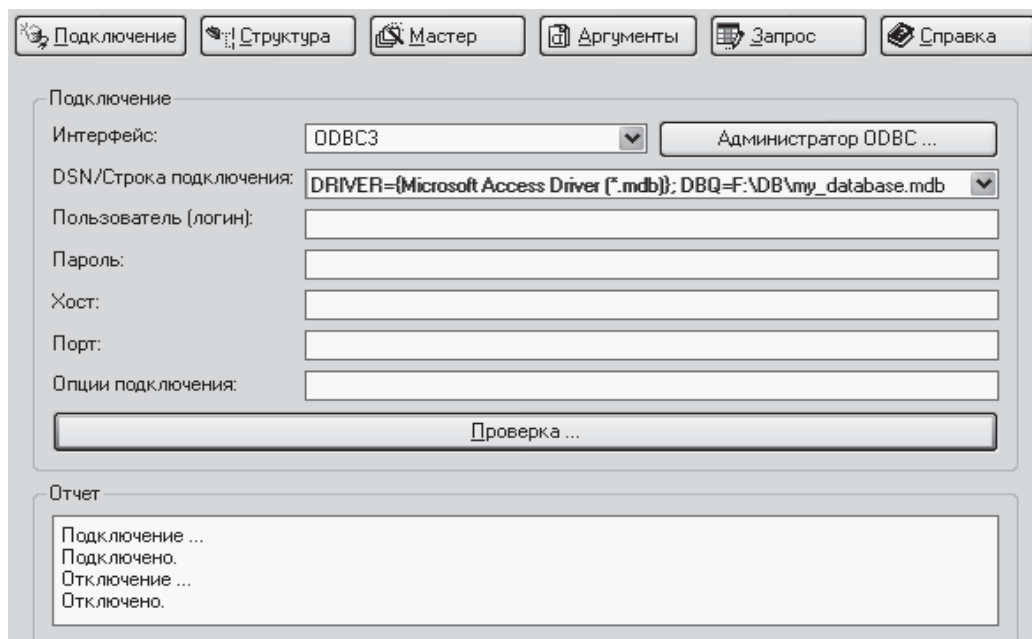 Подключение Структура Мастер Аргументы Запрос Справка
Подключение
Интерфейс: ODBC3 Администратор ODBC ...
DSN/Строка подключения: DRIVER={Microsoft Access Driver (*.mdb)}; DBQ=F:\DB\my_database.mdb
Пользователь (логин):
Пароль:
Хост:
Порт:
Опции подключения:
Проверка ...
Отчет
Подключение ...
Подключено.
Отключение ...
Отключено.